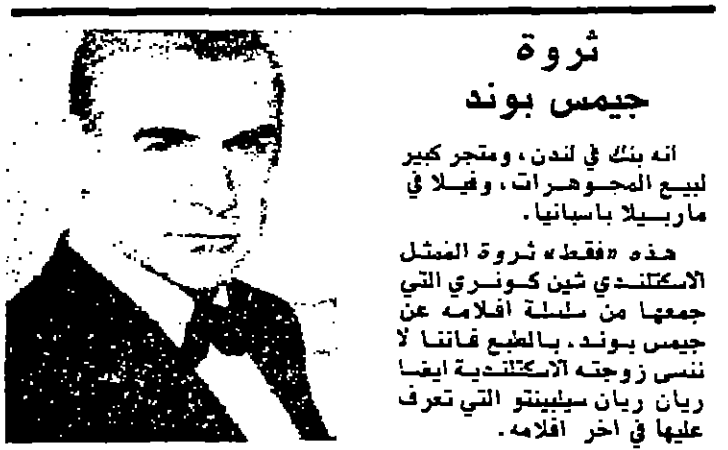 ثروة
جيمس بوند
انه بنك في لندن، ومتجر كبير
لبيع المجوهرات، وفيلا في
ماربيلا باسبانيا.
هذه «فقط» ثروة الممثل
الاسكتلندي شين كونري التي
جمعها من سلسلة افلامه عن
جيمس بوند. بالطبع فاننا لا
ننسى زوجته الاسكتلندية ايضا
ريان ريان سيلبينتو التي تعرف
عليها في اخر افلامه.